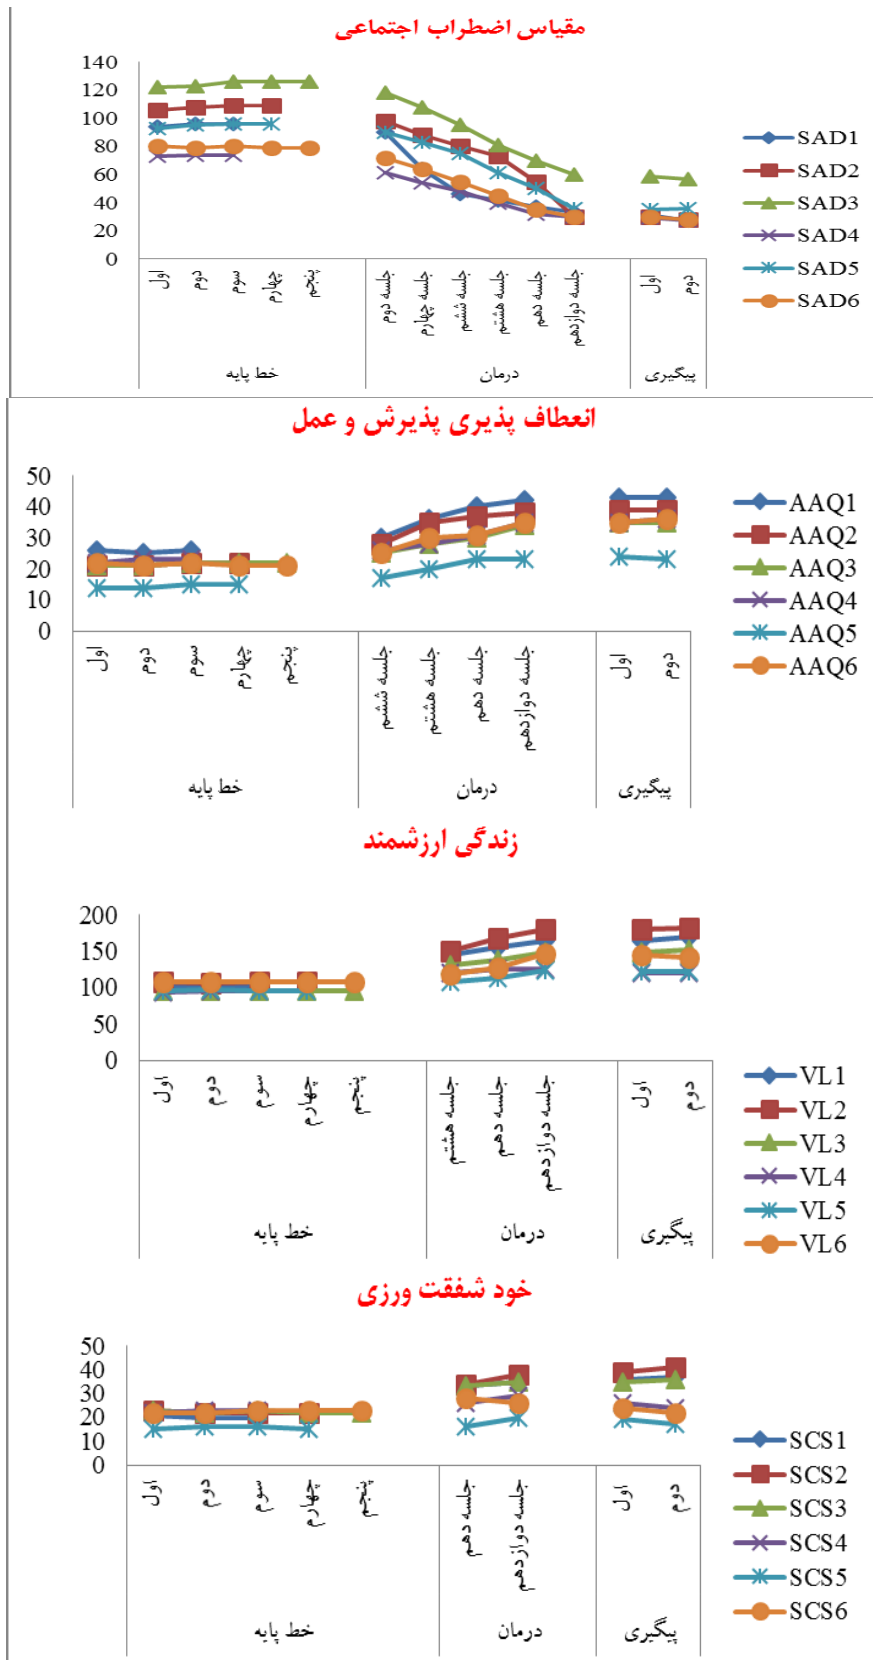 مقیاس اضطراب اجتماعی
140
120
100
80
60
40
20
0
اول
دوم
سوم
چهارم
پنجم
جلسه دوم
جلسه چهارم
جلسه ششم
جلسه هشتم
جلسه دهم
جلسه دوازدهم
اول
دوم
خط پایه
درمان
پیگیری
SAD1
SAD2
SAD3
SAD4
SAD5
SAD6
انعطاف پذیری پذیرش و عمل
50
40
30
20
10
0
اول
دوم
سوم
چهارم
پنجم
جلسه ششم
جلسه هشتم
جلسه دهم
جلسه دوازدهم
اول
دوم
خط پایه
درمان
پیگیری
AAQ1
AAQ2
AAQ3
AAQ4
AAQ5
AAQ6
زندگی ارزشمند
200
150
100
50
0
اول
دوم
سوم
چهارم
پنجم
جلسه هشتم
جلسه دهم
جلسه دوازدهم
اول
دوم
خط پایه
درمان
پیگیری
VL1
VL2
VL3
VL4
VL5
VL6
خود شفقت ورزی
50
40
30
20
10
0
اول
دوم
سوم
چهارم
پنجم
جلسه دهم
جلسه دوازدهم
اول
دوم
خط پایه
درمان
پیگیری
SCS1
SCS2
SCS3
SCS4
SCS5
SCS6